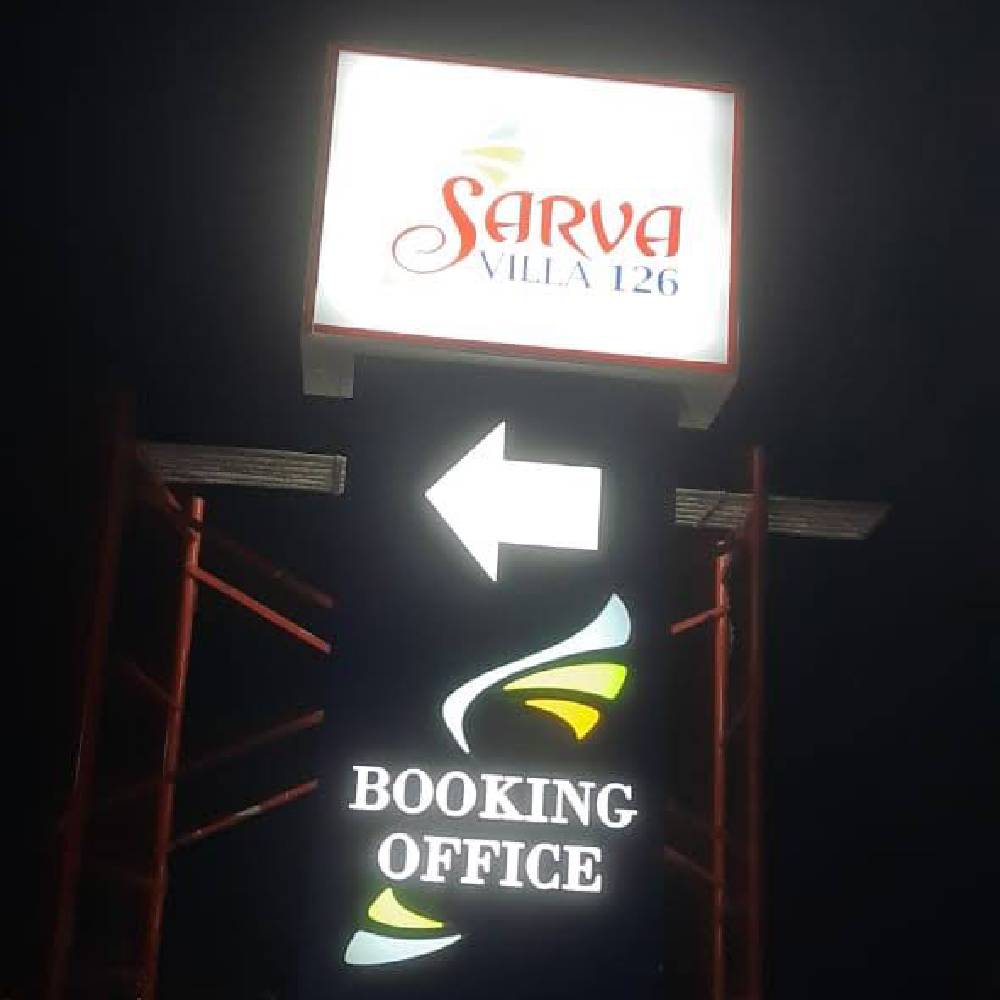 SARVA
VILLA 126
BOOKING
OFFICE